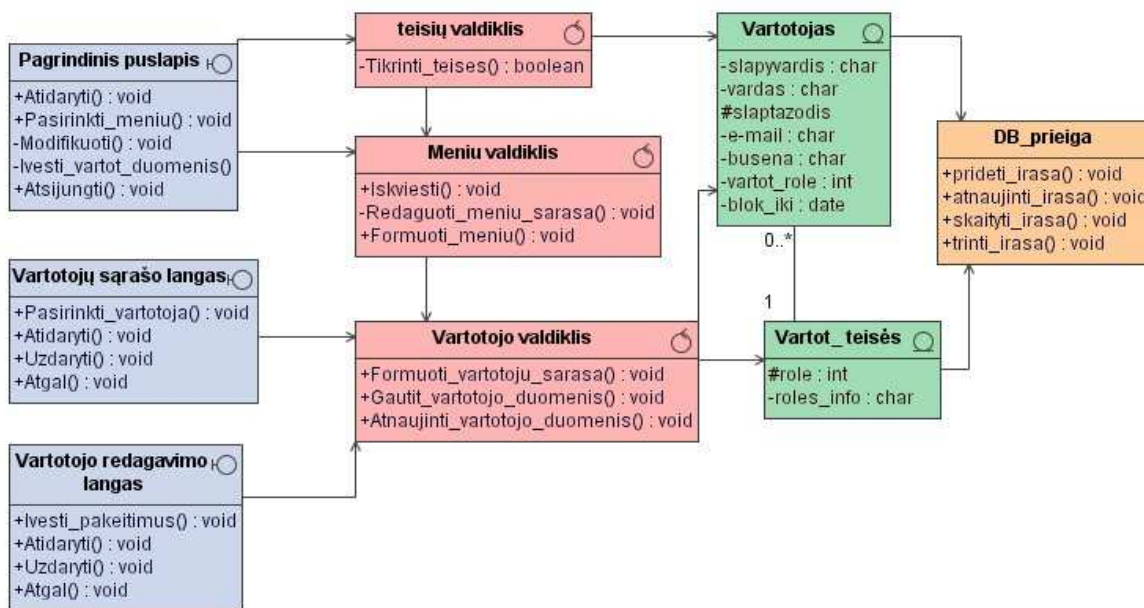 Pagrindinis puslapis
+Atidaryti() : void
+Pasirinkti_meniu() : void
-Modifikuoti() : void
-Ivesti_vartot_duomenis()
+Atsijungti() : void
Vartotojų sąrašo langas
+Pasirinkti_vartotoja() : void
+Atidaryti() : void
+Uzdaryti() : void
+Atgal() : void
Vartotojo redagavimo
langas
+Ivesti_pakeitimus() : void
+Atidaryti() : void
+Uzdaryti() : void
+Atgal() : void
teisių valdiklis
-Tikrinti_teises() : boolean
Meniu valdiklis
+Iskviesti() : void
-Redaguoti_meniu_sarasa() : void
+Formuoti_meniu() : void
Vartotojo valdiklis
+Formuoti_vartotoju_sarasa() : void
+Gautit_vartotojo_duomenis() : void
+Atnaujinti_vartotojo_duomenis() : void
Vartotojas
-slapyvardis : char
-vardas : char
#slaptazodis
-e-mail : char
-busena : char
-vartot_role : int
-blok_iki : date
0..*
1
Vartot_teisės
#role : int
-roles_info : char
DB_prieiga
+prideti_irasa() : void
+atnaujinti_irasa() : void
+skaityti_irasa() : void
+trinti_irasa() : void